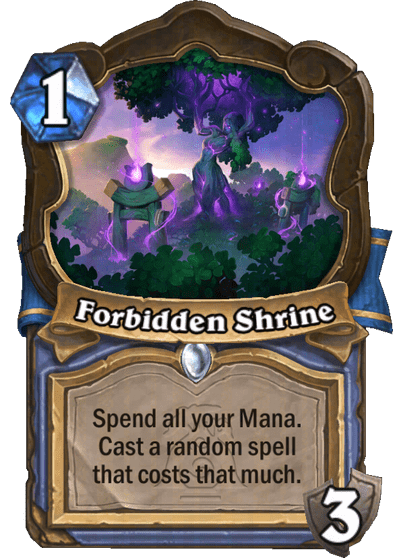 1
Forbidden Shrine
Spend all your Mana.
Cast a random spell
that costs that much.
3